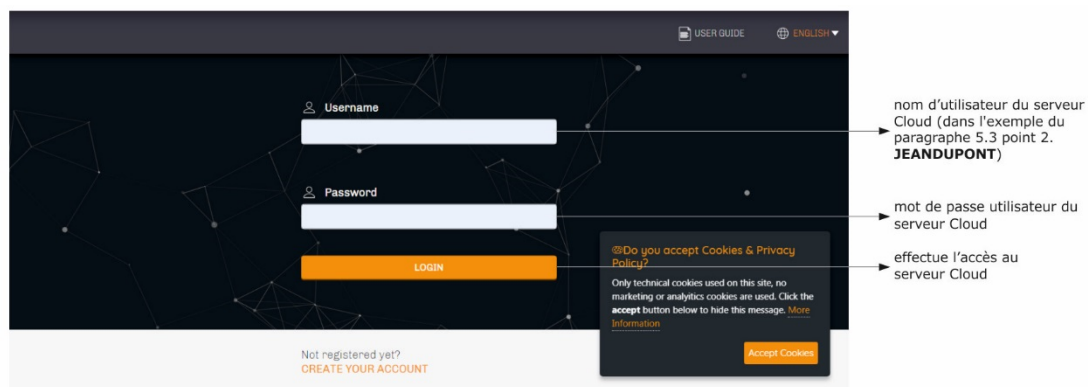 USER GUIDE
ENGLISH
Username
nom d'utilisateur du serveur
Cloud (dans l'exemple du
paragraphe 5.3 point 2.
JEANDUPONT)
Password
mot de passe utilisateur du
serveur Cloud
LOGIN
effectue l'accès au
serveur Cloud
Do you accept Cookies & Privacy
Policy?
Only technical cookies used on this site, no
marketing or analyitics cookies are used. Click the
accept button below to hide this message. More
Information
Accept Cookies
Not registered yet?
CREATE YOUR ACCOUNT